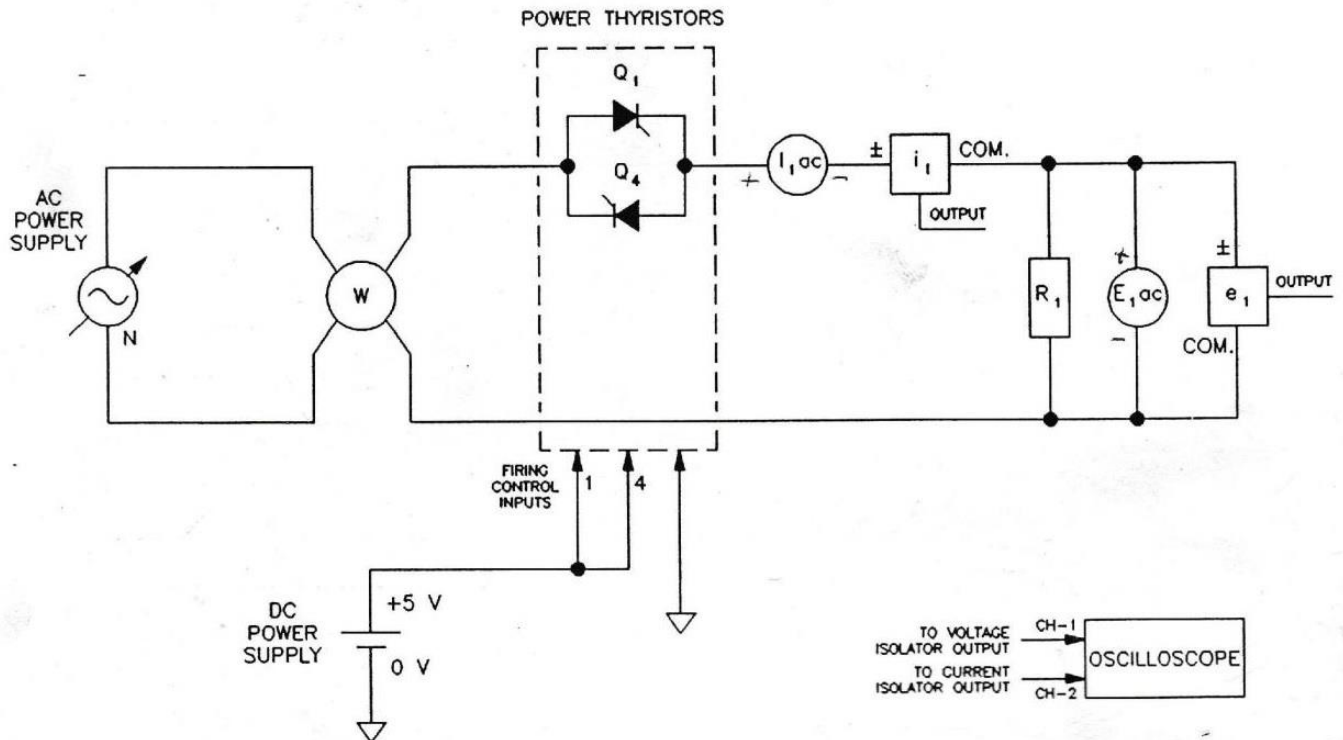 POWER THYRISTORS
Q₁
Q₄
AC
POWER
SUPPLY
N
W
+
I₁ac
-
±
i₁
COM.
OUTPUT
R₁
+
E₁ac
-
±
e₁
OUTPUT
COM.
FIRING
CONTROL
INPUTS
1
4
DC
POWER
SUPPLY
+5 V
0 V
TO VOLTAGE
ISOLATOR OUTPUT
CH-1
TO CURRENT
ISOLATOR OUTPUT
CH-2
OSCILLOSCOPE